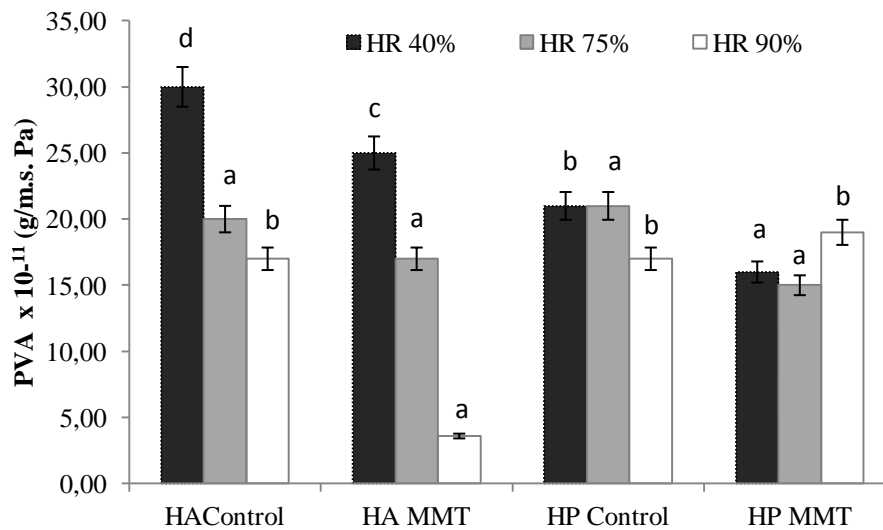 PVA x 10-¹¹ (g/m.s. Pa)
35,00
30,00
25,00
20,00
15,00
10,00
5,00
0,00
HR 40% HR 75% HR 90%
d a b
c a a
b a b
a a b
HAControl HA MMT HP Control HP MMT